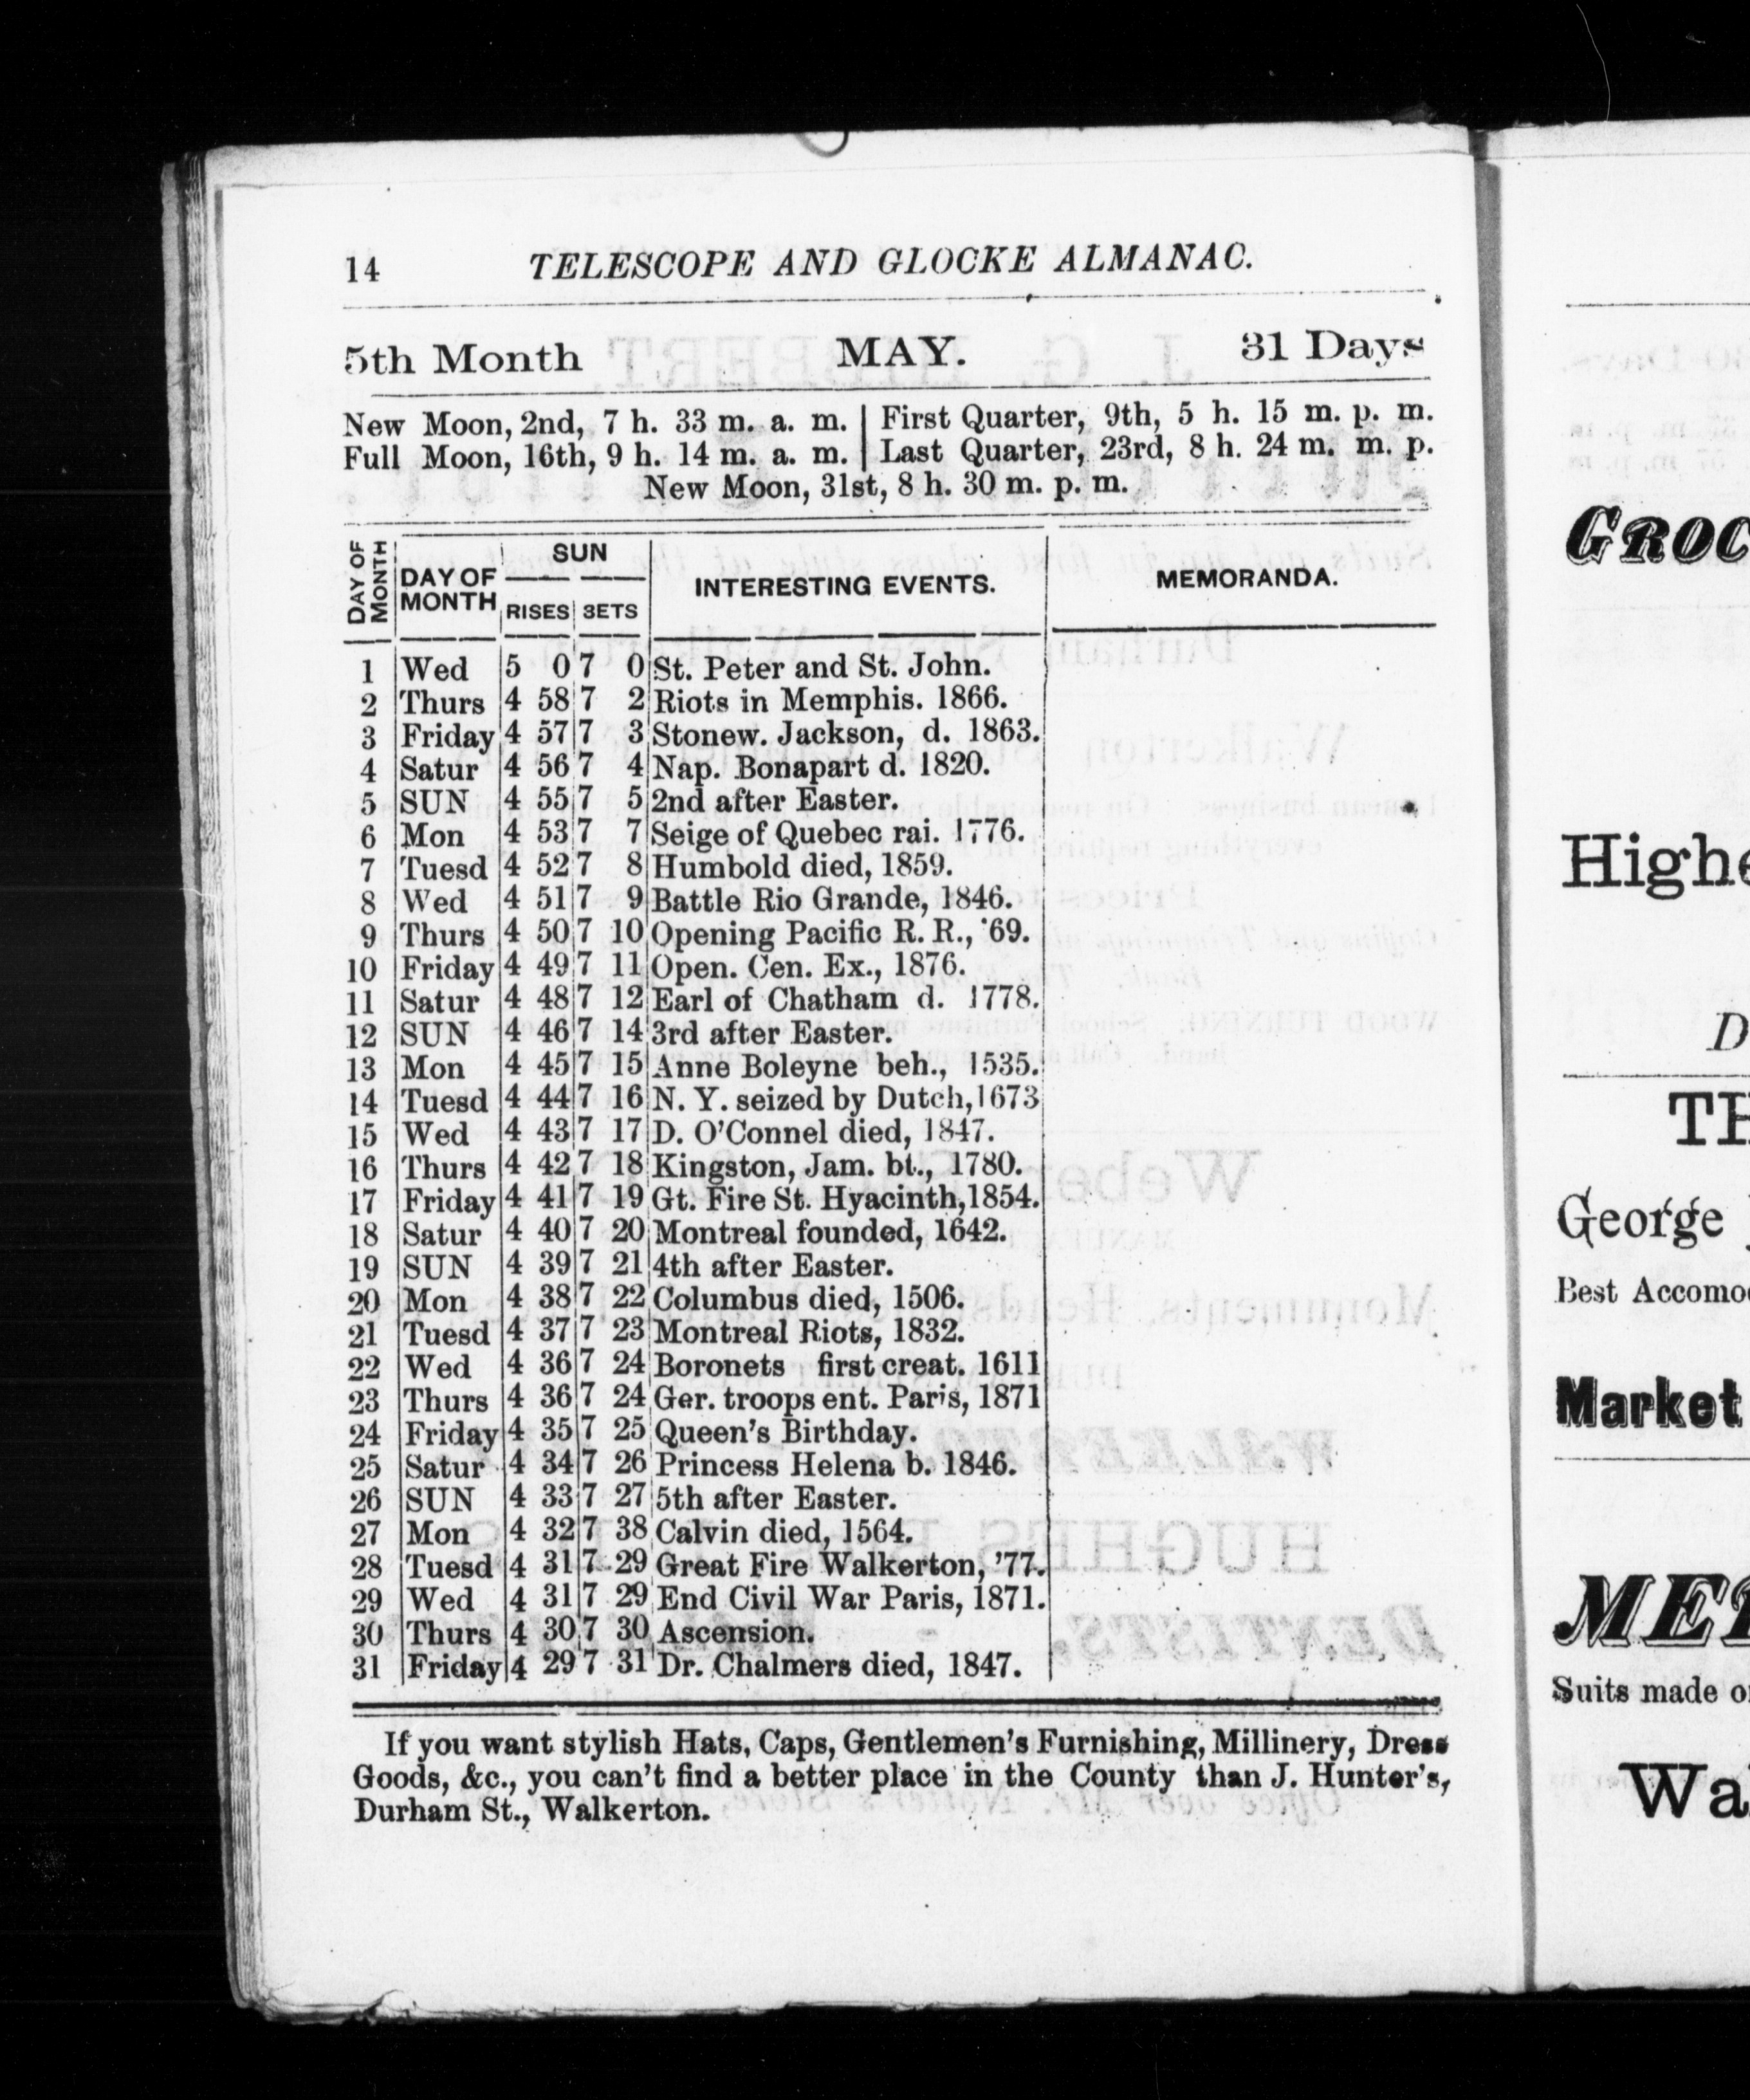 14 TELESCOPE AND GLOCKE ALMANAC.
5th Month MAY. 31 Days
New Moon, 2nd, 7 h. 33 m. a. m. | First Quarter, 9th, 5 h. 15 m. p. m.
Full Moon, 16th, 9 h. 14 m. a. m. | Last Quarter, 23rd, 8 h. 24 m. m. p.
New Moon, 31st, 8 h. 30 m. p. m.
DAY OF MONTH DAY OF MONTH SUN RISES SETS INTERESTING EVENTS. MEMORANDA.
1 Wed 5 0 7 0 St. Peter and St. John.
2 Thurs 4 58 7 2 Riots in Memphis. 1866.
3 Friday 4 57 7 3 Stonew. Jackson, d. 1863.
4 Satur 4 56 7 4 Nap. Bonapart d. 1820.
5 SUN 4 55 7 5 2nd after Easter.
6 Mon 4 53 7 7 Seige of Quebec rai. 1776.
7 Tuesd 4 52 7 8 Humbold died, 1859.
8 Wed 4 51 7 9 Battle Rio Grande, 1846.
9 Thurs 4 50 7 10 Opening Pacific R. R., '69.
10 Friday 4 49 7 11 Open. Cen. Ex., 1876.
11 Satur 4 48 7 12 Earl of Chatham d. 1778.
12 SUN 4 46 7 14 3rd after Easter.
13 Mon 4 45 7 15 Anne Boleyne beh., 1535.
14 Tuesd 4 44 7 16 N. Y. seized by Dutch, 1673
15 Wed 4 43 7 17 D. O'Connel died, 1847.
16 Thurs 4 42 7 18 Kingston, Jam. bt., 1780.
17 Friday 4 41 7 19 Gt. Fire St. Hyacinth, 1854.
18 Satur 4 40 7 20 Montreal founded, 1642.
19 SUN 4 39 7 21 4th after Easter.
20 Mon 4 38 7 22 Columbus died, 1506.
21 Tuesd 4 37 7 23 Montreal Riots, 1832.
22 Wed 4 36 7 24 Boronets first creat. 1611
23 Thurs 4 36 7 24 Ger. troops ent. Paris, 1871
24 Friday 4 35 7 25 Queen's Birthday.
25 Satur 4 34 7 26 Princess Helena b. 1846.
26 SUN 4 33 7 27 5th after Easter.
27 Mon 4 32 7 38 Calvin died, 1564.
28 Tuesd 4 31 7 29 Great Fire Walkerton, '77.
29 Wed 4 31 7 29 End Civil War Paris, 1871.
30 Thurs 4 30 7 30 Ascension.
31 Friday 4 29 7 31 Dr. Chalmers died, 1847.
If you want stylish Hats, Caps, Gentlemen's Furnishing, Millinery, Dress
Goods, &c., you can't find a better place in the County than J. Hunter's,
Durham St., Walkerton.
GROC
Highe
D
TH
George
Best Accomo
Market
ME
Suits made o
Wa